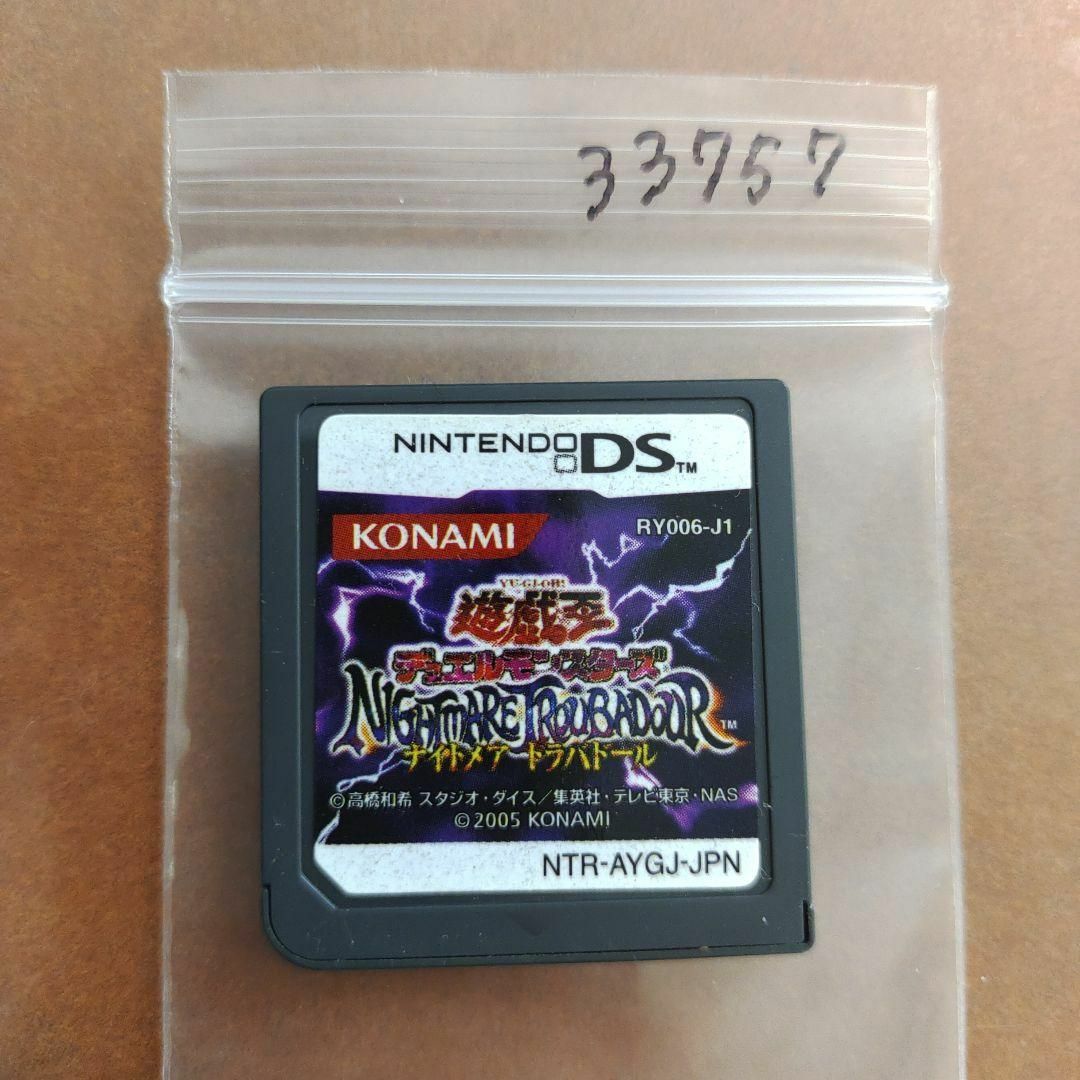 33757
NINTENDO DS™
KONAMI
RY006-J1
YU-GI-OH!
遊戯王
デュエルモンスターズ
NIGHTMARE TROUBADOUR™
ナイトメア トラバドール
©高橋和希 スタジオ・ダイス／集英社・テレビ東京・NAS
©2005 KONAMI
NTR-AYGJ-JPN